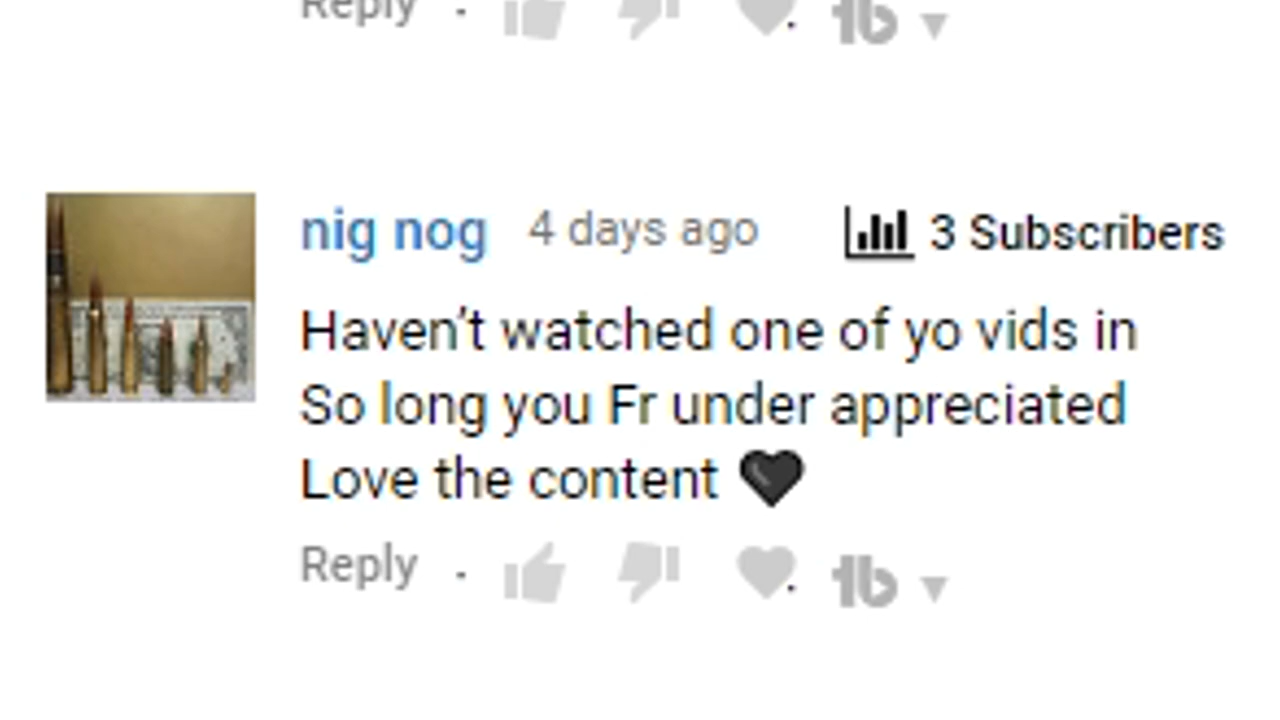 Reply .
nig nog 4 days ago 3 Subscribers
Haven't watched one of yo vids in
So long you Fr under appreciated
Love the content 🖤
Reply .